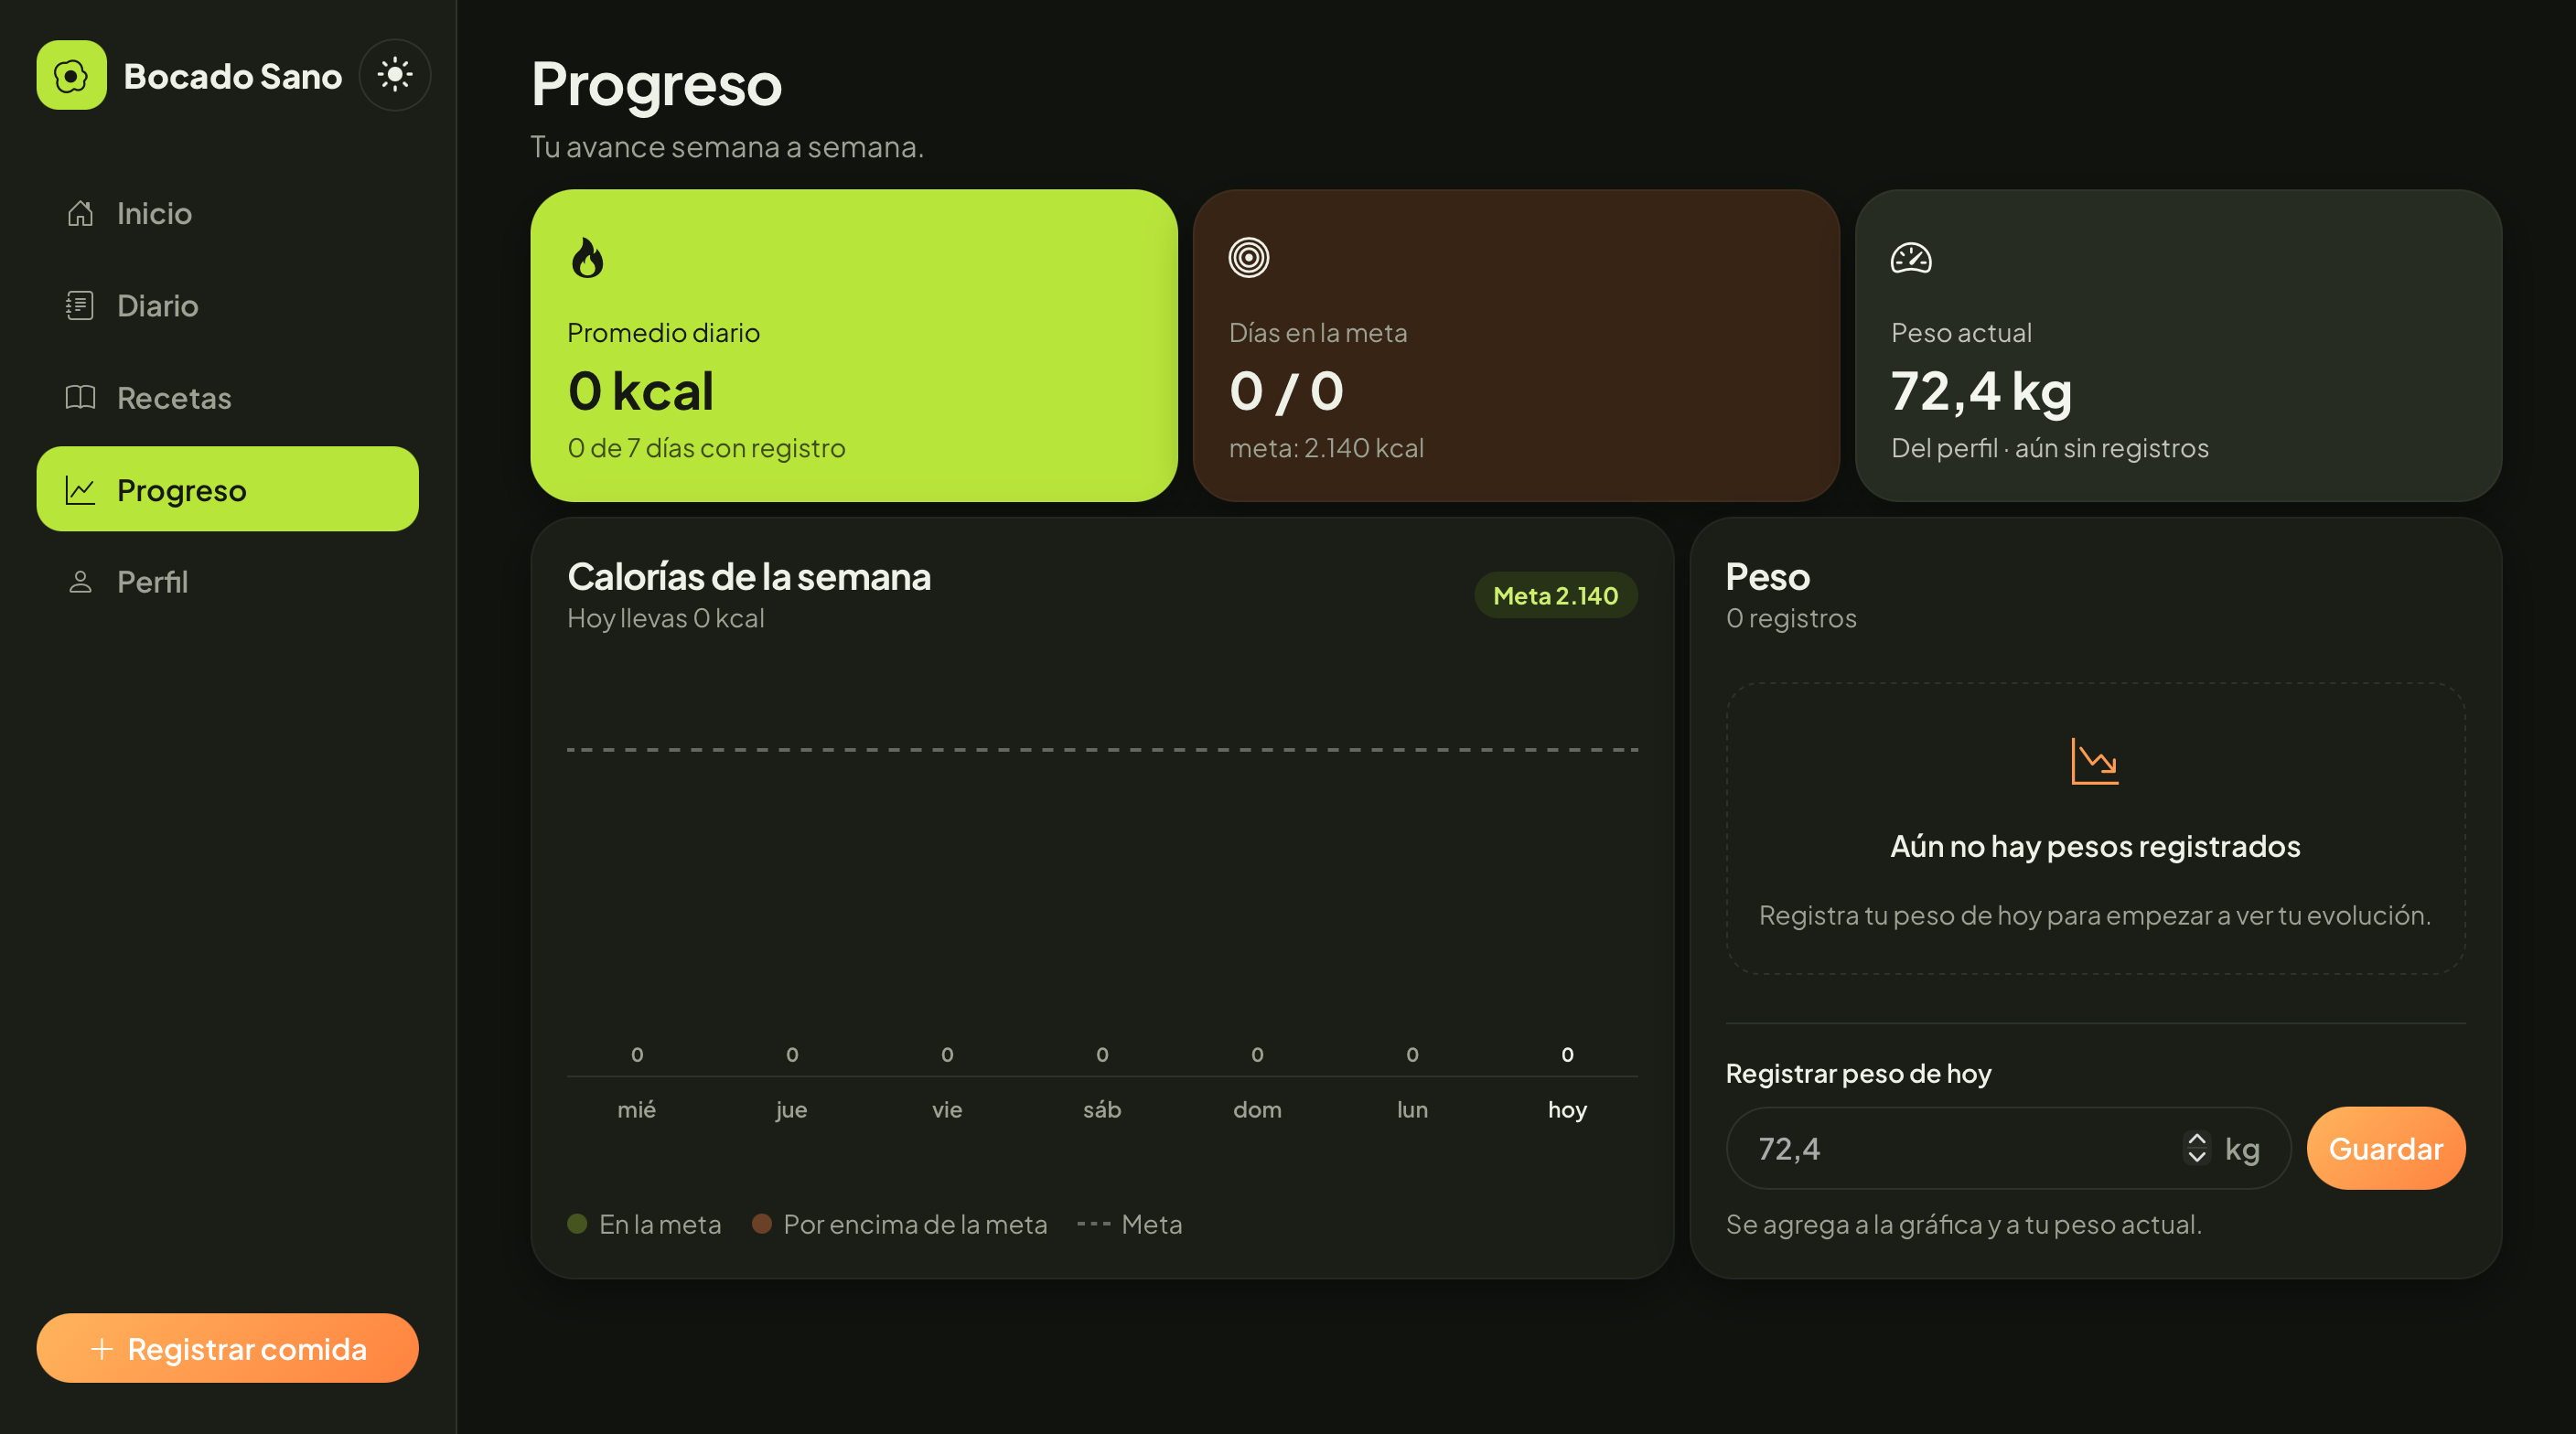 Bocado Sano
Inicio
Diario
Recetas
Progreso
Perfil
Registrar comida
Progreso
Tu avance semana a semana.
Promedio diario
0 kcal
0 de 7 días con registro
Días en la meta
0 / 0
meta: 2.140 kcal
Peso actual
72,4 kg
Del perfil · aún sin registros
Calorías de la semana
Hoy llevas 0 kcal
Meta 2.140
0 0 0 0 0 0 0
mié jue vie sáb dom lun hoy
En la meta Por encima de la meta Meta
Peso
0 registros
Aún no hay pesos registrados
Registra tu peso de hoy para empezar a ver tu evolución.
Registrar peso de hoy
72,4 kg Guardar
Se agrega a la gráfica y a tu peso actual.